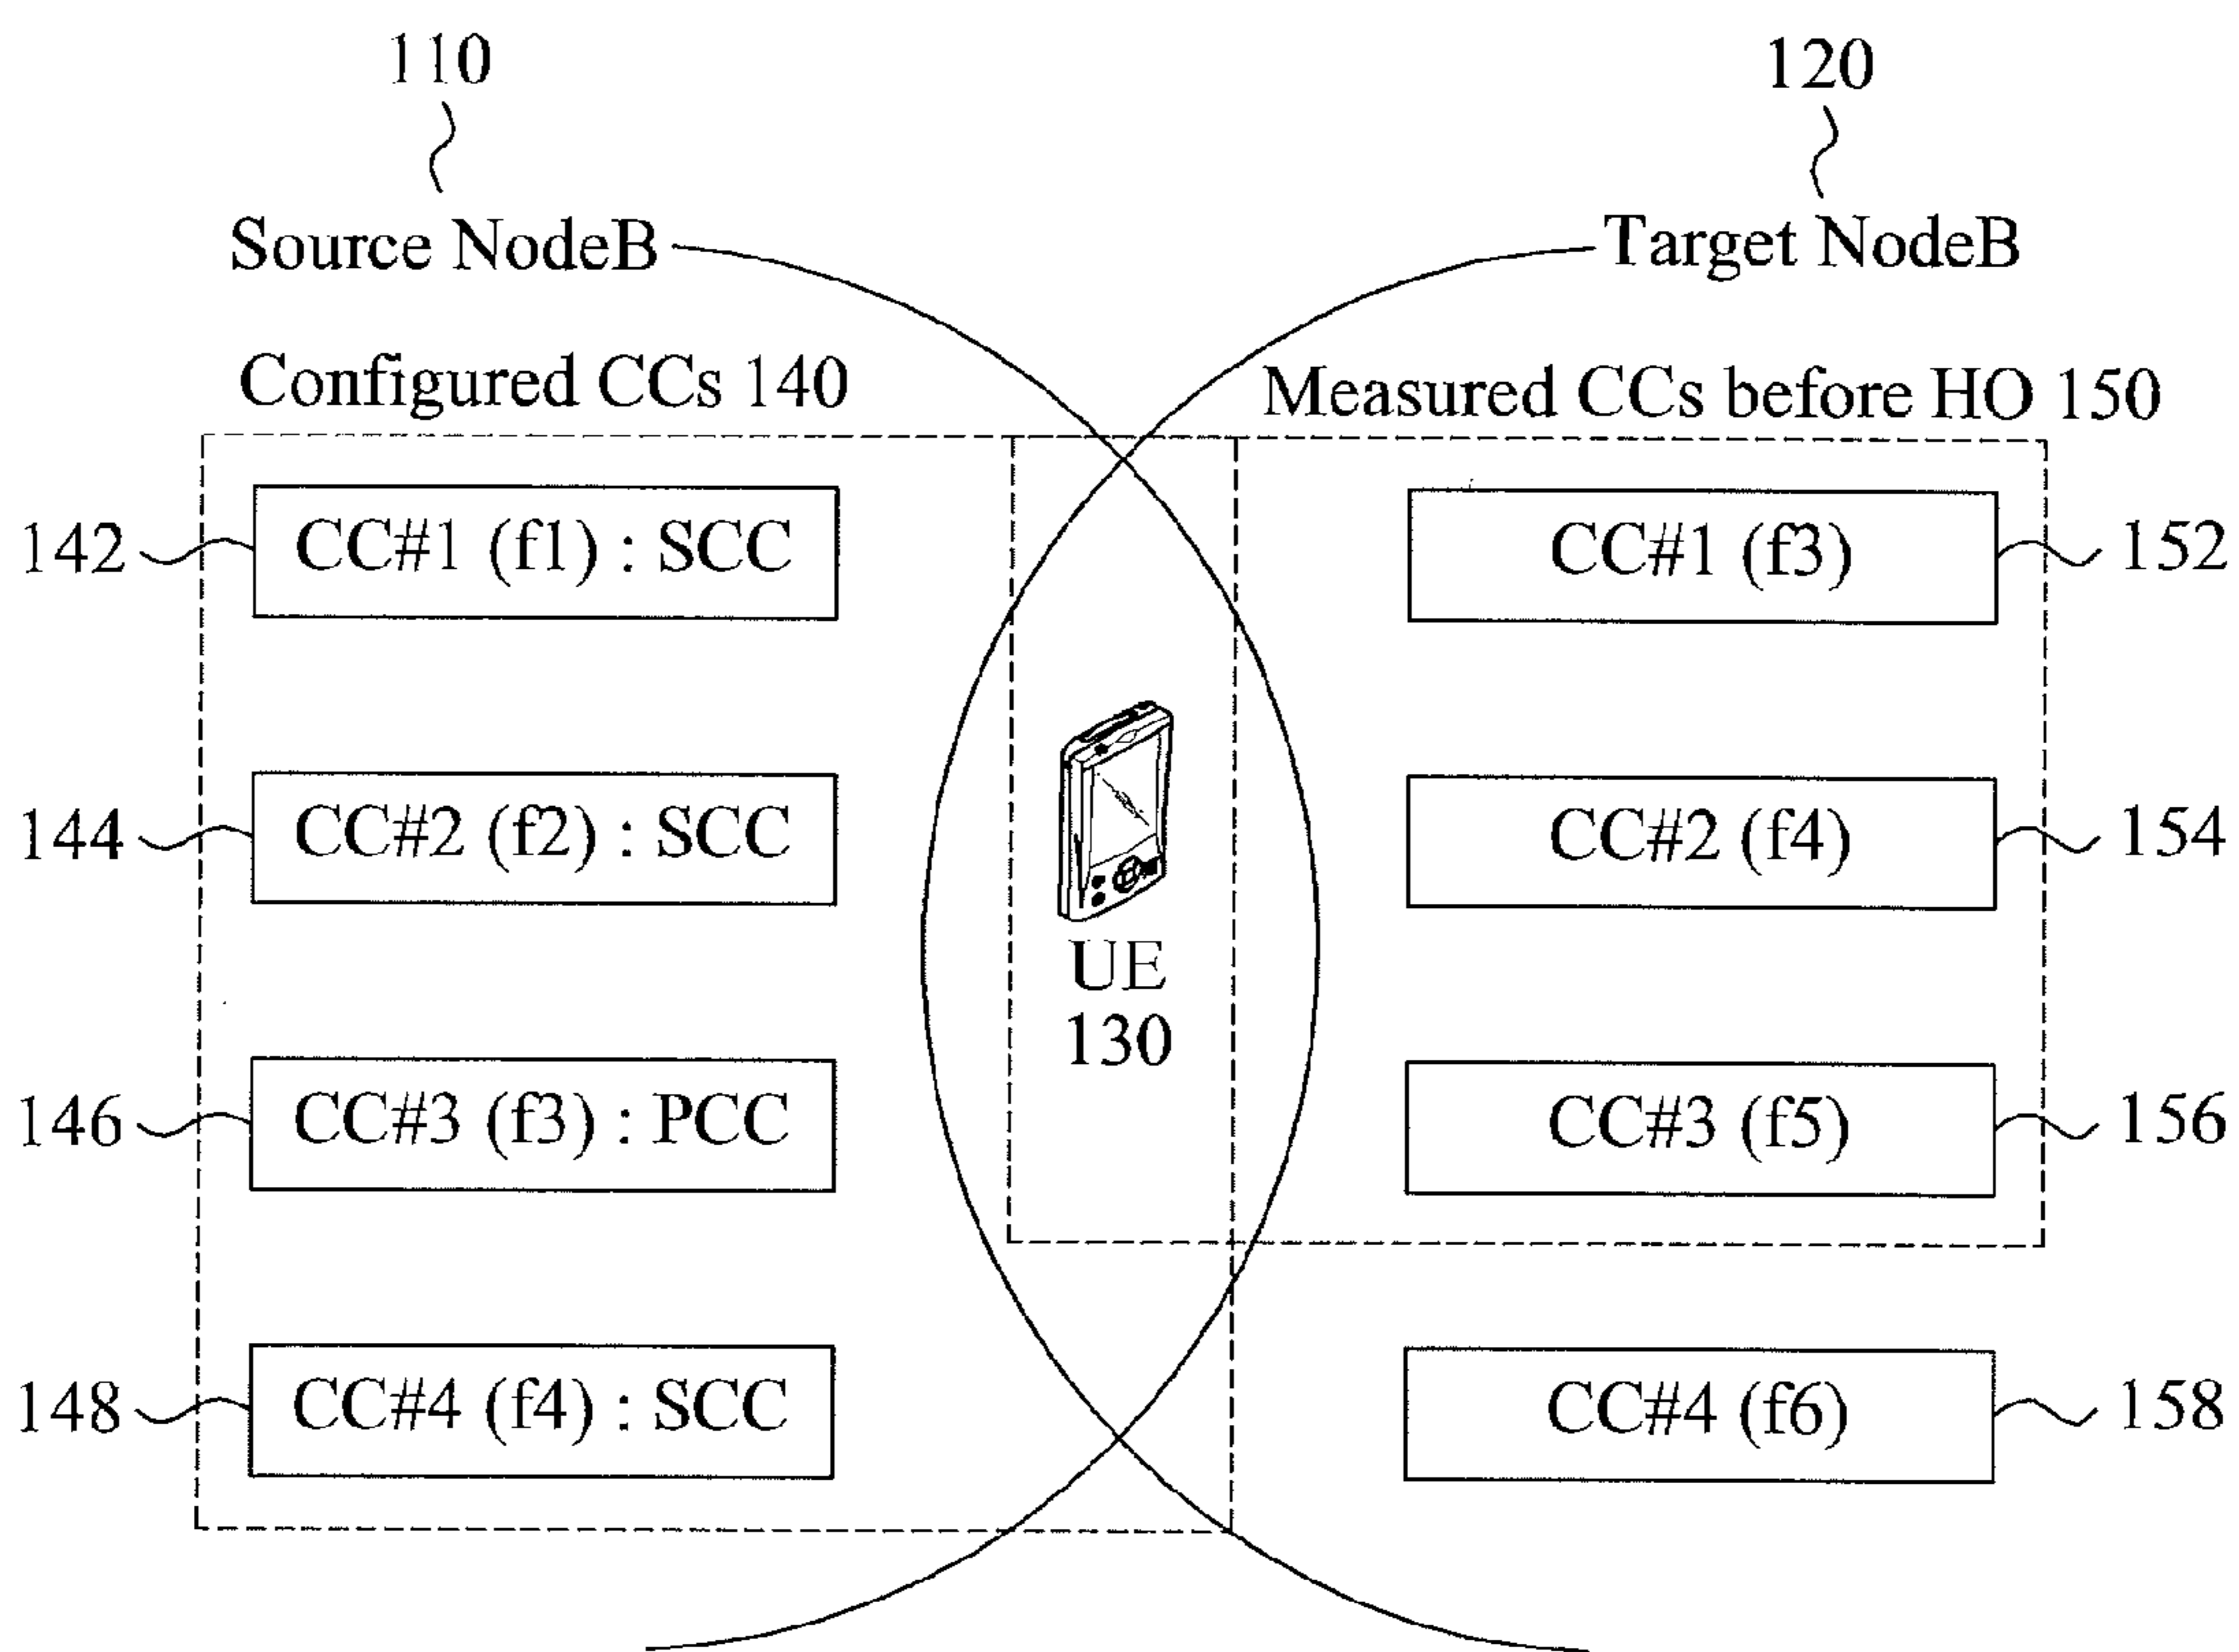 110
120
Source NodeB
Target NodeB
Configured CCs 140
Measured CCs before HO 150
142
CC#1 (f1) : SCC
CC#1 (f3)
152
144
CC#2 (f2) : SCC
CC#2 (f4)
154
UE
130
146
CC#3 (f3) : PCC
CC#3 (f5)
156
148
CC#4 (f4) : SCC
CC#4 (f6)
158